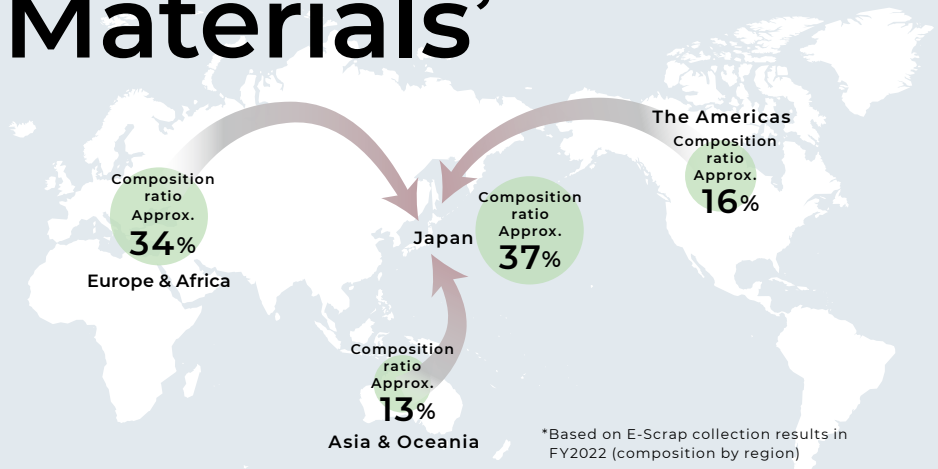 Materials’
The Americas
Composition
ratio
Approx.
16%
Composition
ratio
Approx.
34%
Europe & Africa
Composition
ratio
Approx.
37%
Japan
Composition
ratio
Approx.
13%
Asia & Oceania
*Based on E-Scrap collection results in
FY2022 (composition by region)